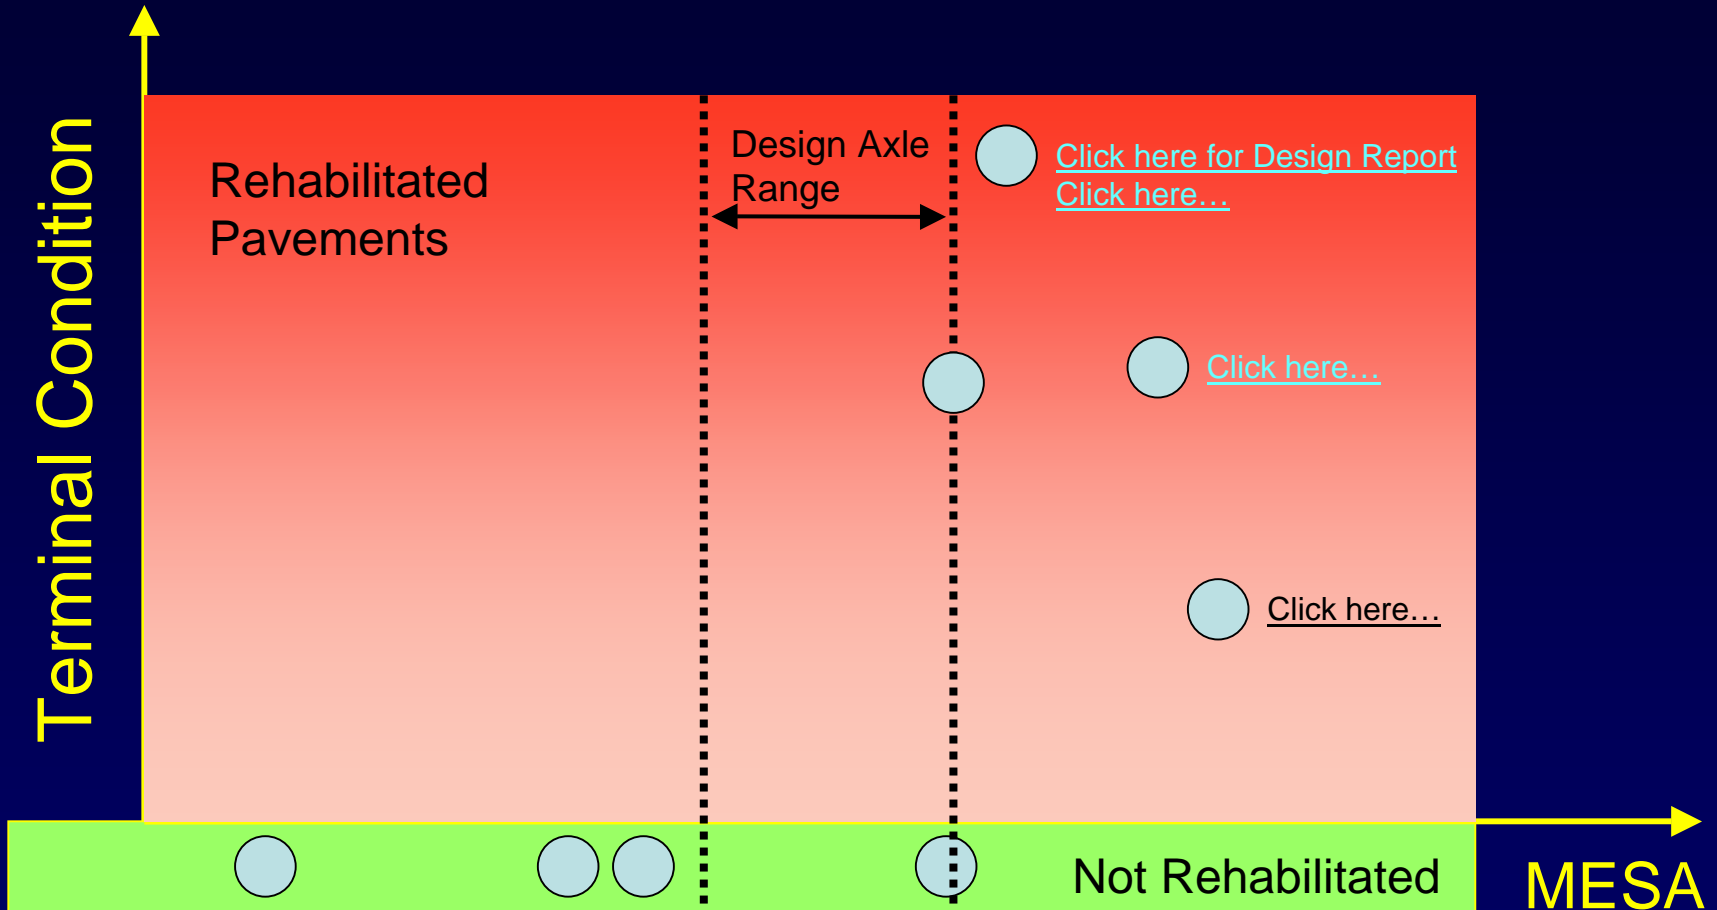 Terminal Condition
Rehabilitated
Pavements
Design Axle
Range
Click here for Design Report
Click here…
Click here…
Click here…
Not Rehabilitated
MESA